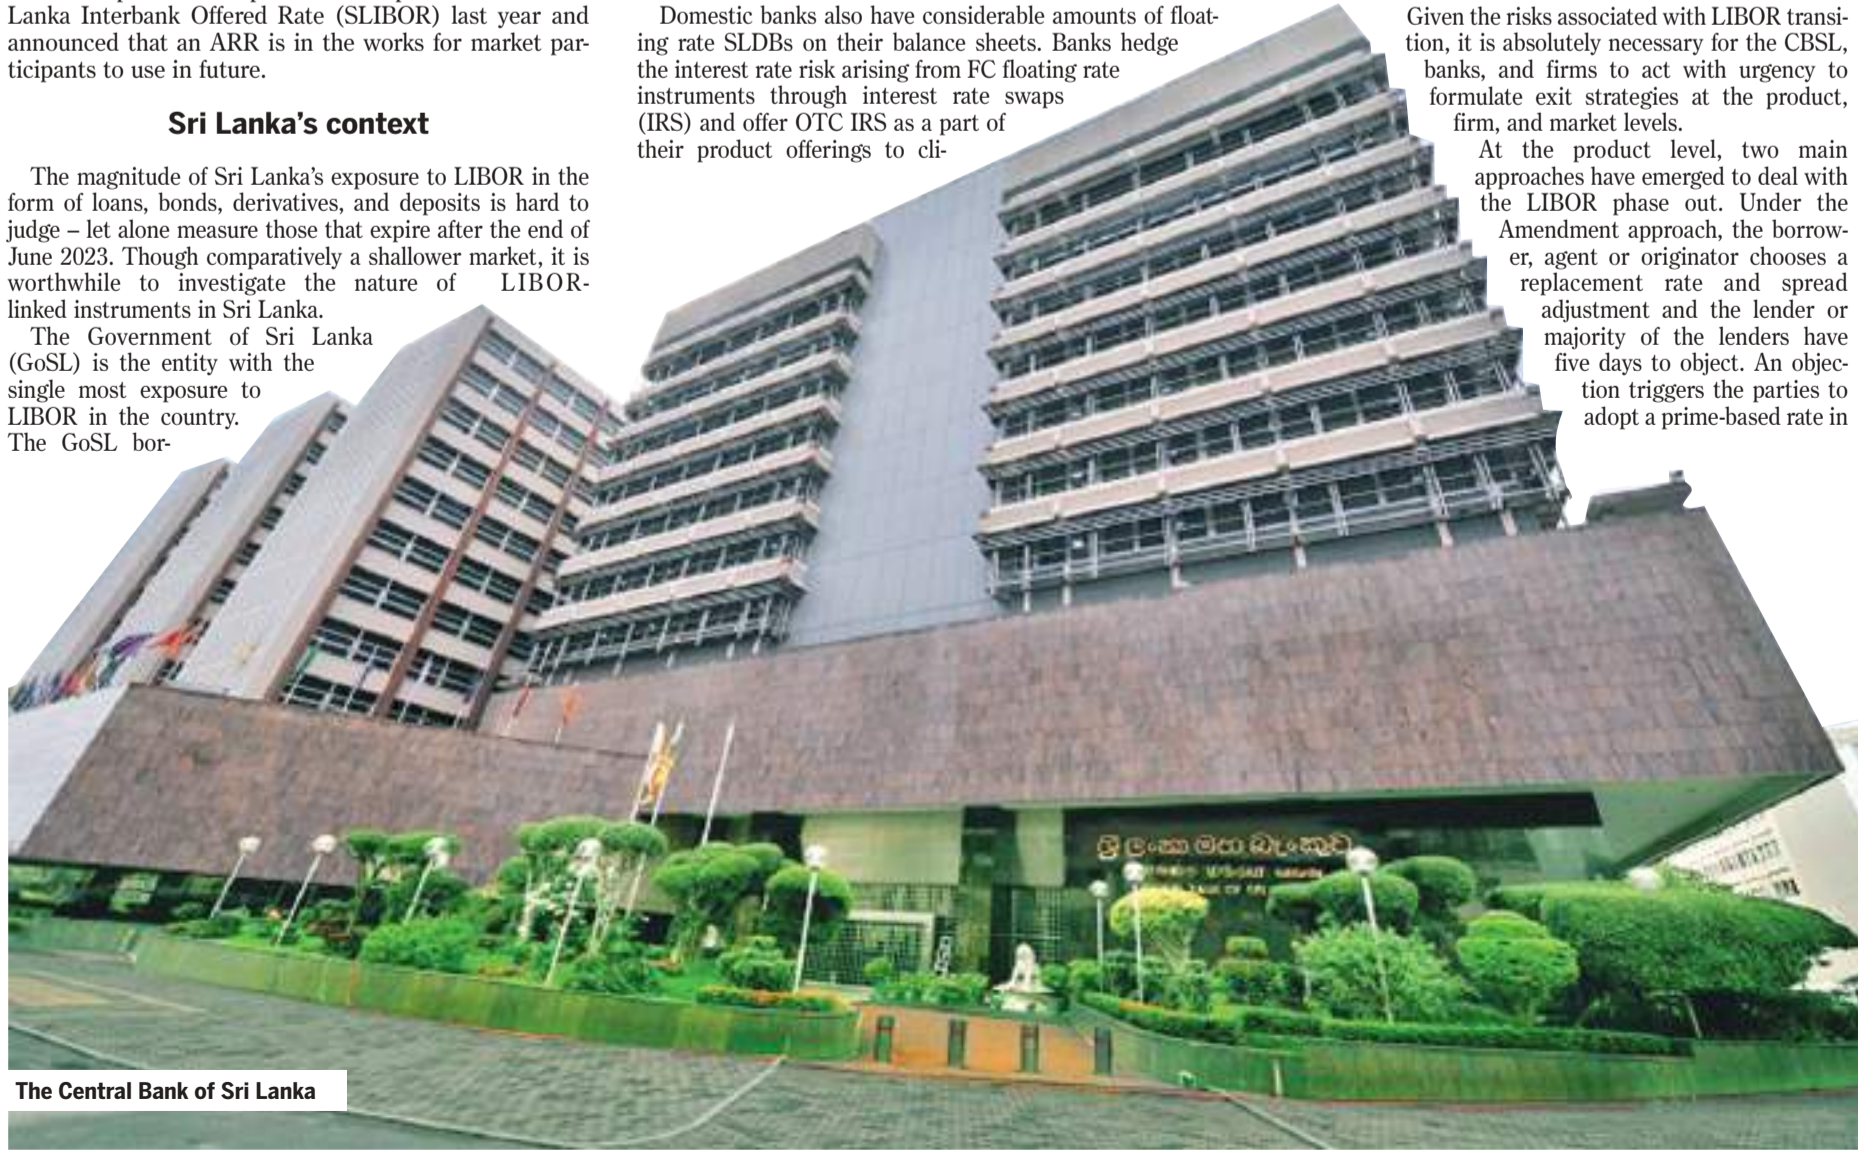 Lanka Interbank Offered Rate (SLIBOR) last year and
announced that an ARR is in the works for market par-
ticipants to use in future.
Sri Lanka's context
The magnitude of Sri Lanka's exposure to LIBOR in the
form of loans, bonds, derivatives, and deposits is hard to
judge – let alone measure those that expire after the end of
June 2023. Though comparatively a shallower market, it is
worthwhile to investigate the nature of LIBOR-
linked instruments in Sri Lanka.
The Government of Sri Lanka
(GoSL) is the entity with the
single most exposure to
LIBOR in the country.
The GoSL bor-
Domestic banks also have considerable amounts of float-
ing rate SLDBs on their balance sheets. Banks hedge
the interest rate risk arising from FC floating rate
instruments through interest rate swaps
(IRS) and offer OTC IRS as a part of
their product offerings to cli-
Given the risks associated with LIBOR transi-
tion, it is absolutely necessary for the CBSL,
banks, and firms to act with urgency to
formulate exit strategies at the product,
firm, and market levels.
At the product level, two main
approaches have emerged to deal with
the LIBOR phase out. Under the
Amendment approach, the borrow-
er, agent or originator chooses a
replacement rate and spread
adjustment and the lender or
majority of the lenders have
five days to object. An objec-
tion triggers the parties to
adopt a prime-based rate in
ශ්‍රී ලංකා මහා බැංකුව
BANK OF
The Central Bank of Sri Lanka